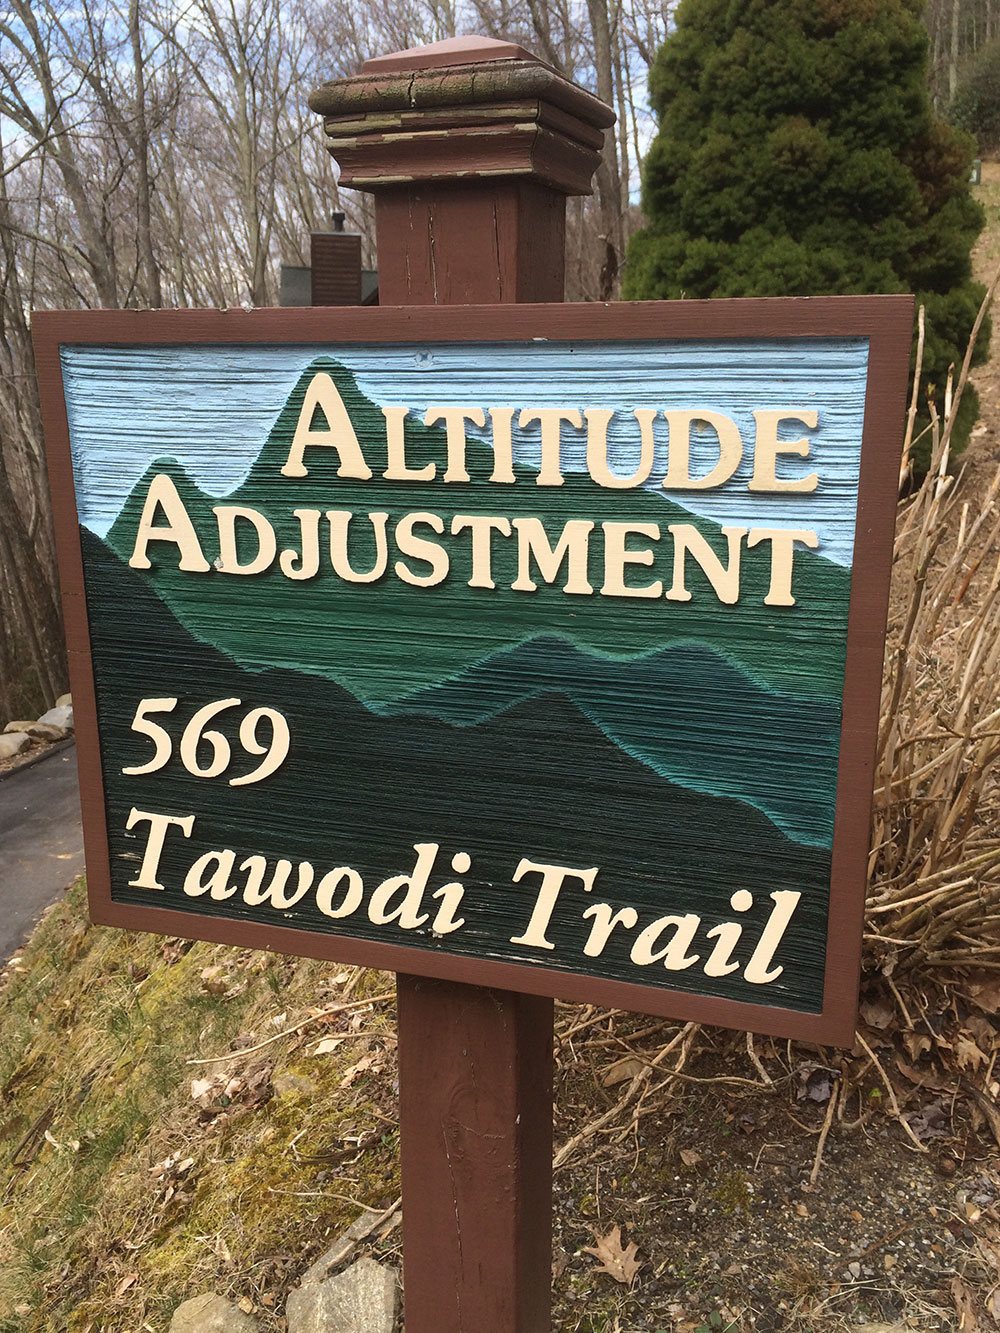 ALTITUDE
ADJUSTMENT
569
Tawodi Trail